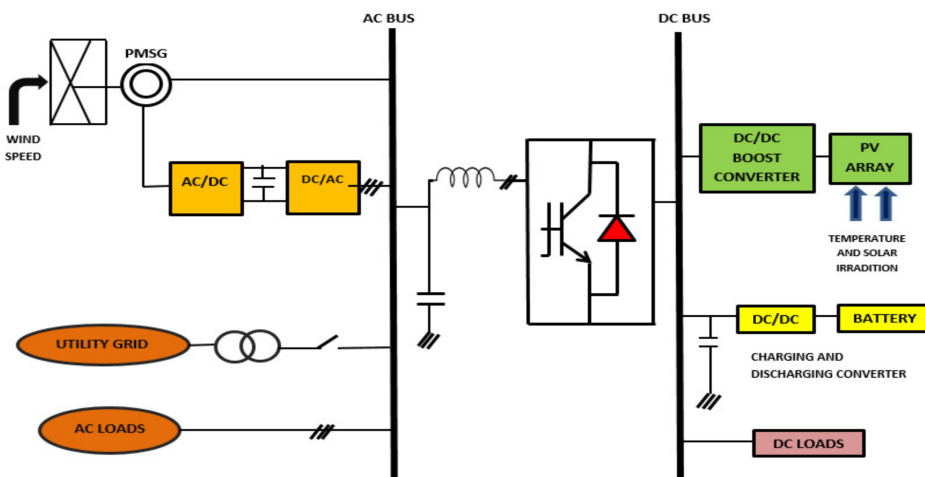 AC BUS
DC BUS
PMSG
WIND
SPEED
AC/DC
DC/AC
DC/DC
BOOST
CONVERTER
PV
ARRAY
TEMPERATURE
AND SOLAR
IRRADITION
UTILITY GRID
DC/DC
BATTERY
CHARGING AND
DISCHARGING CONVERTER
AC LOADS
DC LOADS